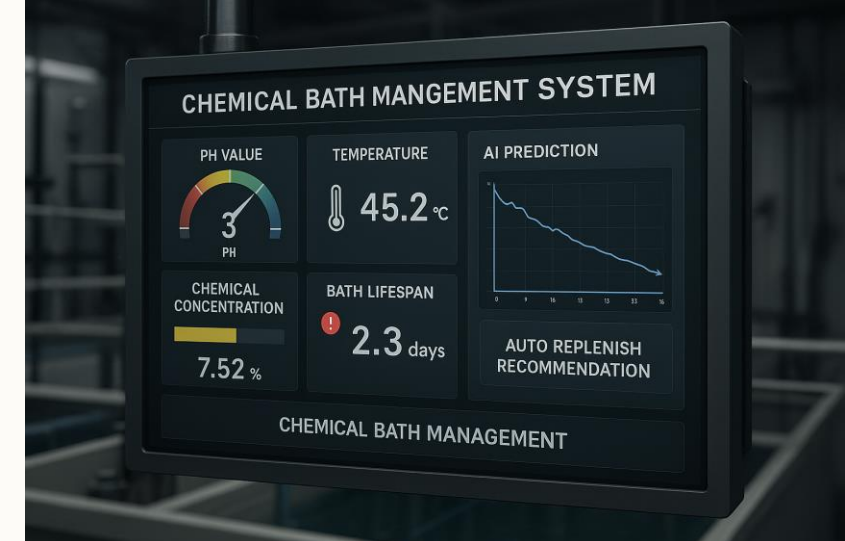 CHEMICAL BATH MANGEMENT SYSTEM
PH VALUE
3
PH
TEMPERATURE
45.2 °C
AI PREDICTION
CHEMICAL
CONCENTRATION
7.52 %
BATH LIFESPAN
! 2.3 days
AUTO REPLENISH
RECOMMENDATION
CHEMICAL BATH MANAGEMENT